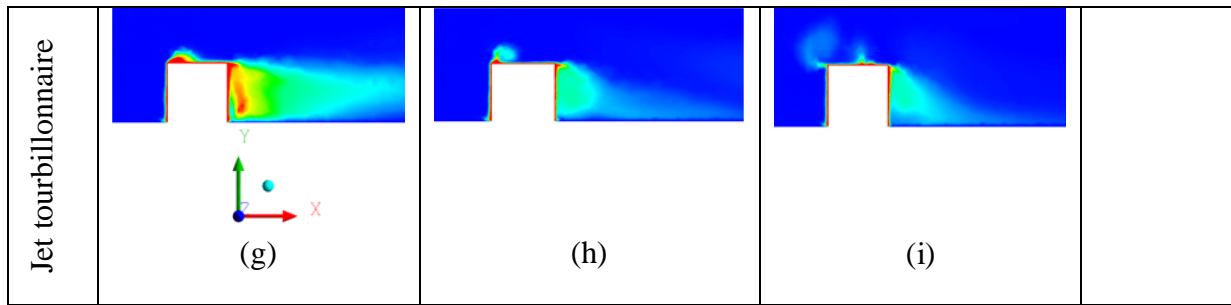 Jet tourbillonnaire
Y
Z
X
(g)
(h)
(i)